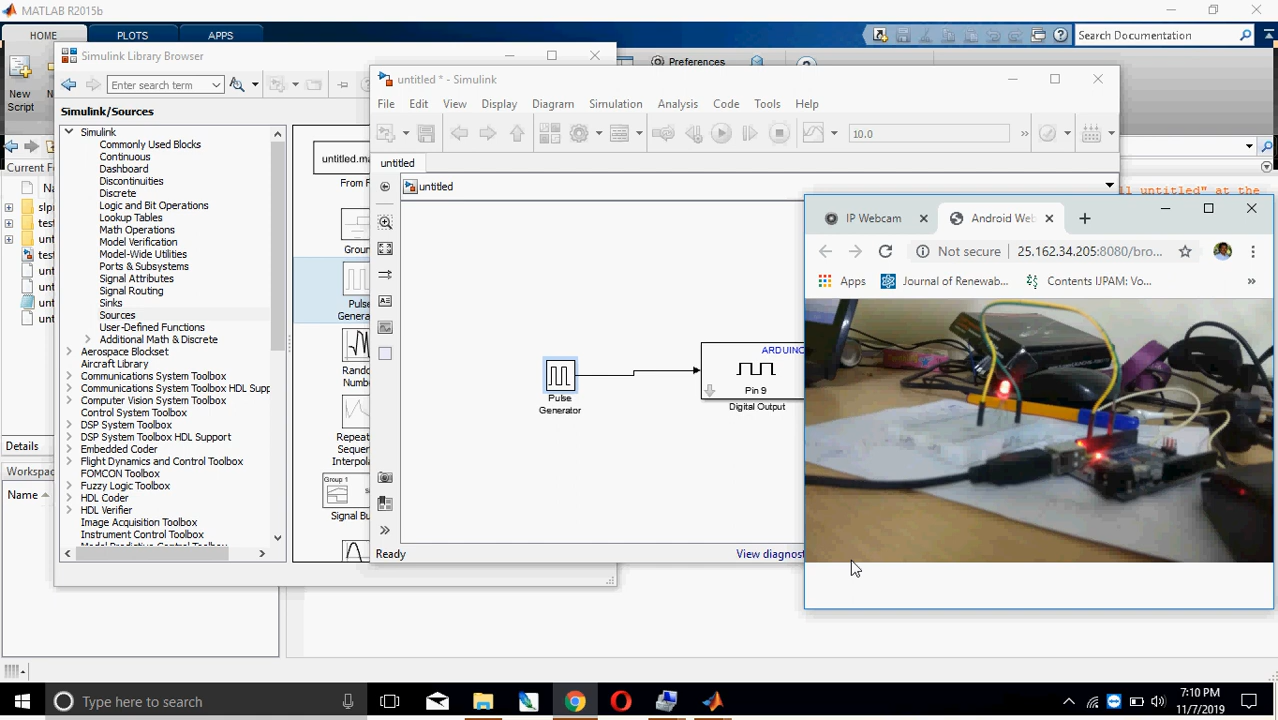 MATLAB R2015b
HOME
PLOTS
APPS
Search Documentation
Simulink Library Browser
New
Script
Preferences
Enter search term
untitled * - Simulink
Simulink/Sources
File Edit View Display Diagram Simulation Analysis Code Tools Help
10.0
Simulink
Commonly Used Blocks
Continuous
Dashboard
Discontinuities
Discrete
Logic and Bit Operations
Lookup Tables
Math Operations
Model Verification
Model-Wide Utilities
Ports & Subsystems
Signal Attributes
Signal Routing
Sinks
Sources
User-Defined Functions
Additional Math & Discrete
Aerospace Blockset
Aircraft Library
Communications System Toolbox
Communications System Toolbox HDL Supp
Computer Vision System Toolbox
Control System Toolbox
DSP System Toolbox
DSP System Toolbox HDL Support
Embedded Coder
Flight Dynamics and Control Toolbox
FOMCON Toolbox
Fuzzy Logic Toolbox
HDL Coder
HDL Verifier
Image Acquisition Toolbox
Instrument Control Toolbox
Current F
Details
Workspac
Name
untitled.ma
From F
Groun
Pulse
Genera
Rando
Numb
Repeat
Sequen
Interpola
Group 1
Signal Bu
untitled
untitled
Pulse
Generator
ARDUINO
Pin 9
Digital Output
Ready
View diagnost
ll untitled" at the
IP Webcam
Android Web
Not secure
25.162.34.205:8080/bro...
Apps
Journal of Renewab...
Contents IJPAM: Vo...
Type here to search
7:10 PM
11/7/2019